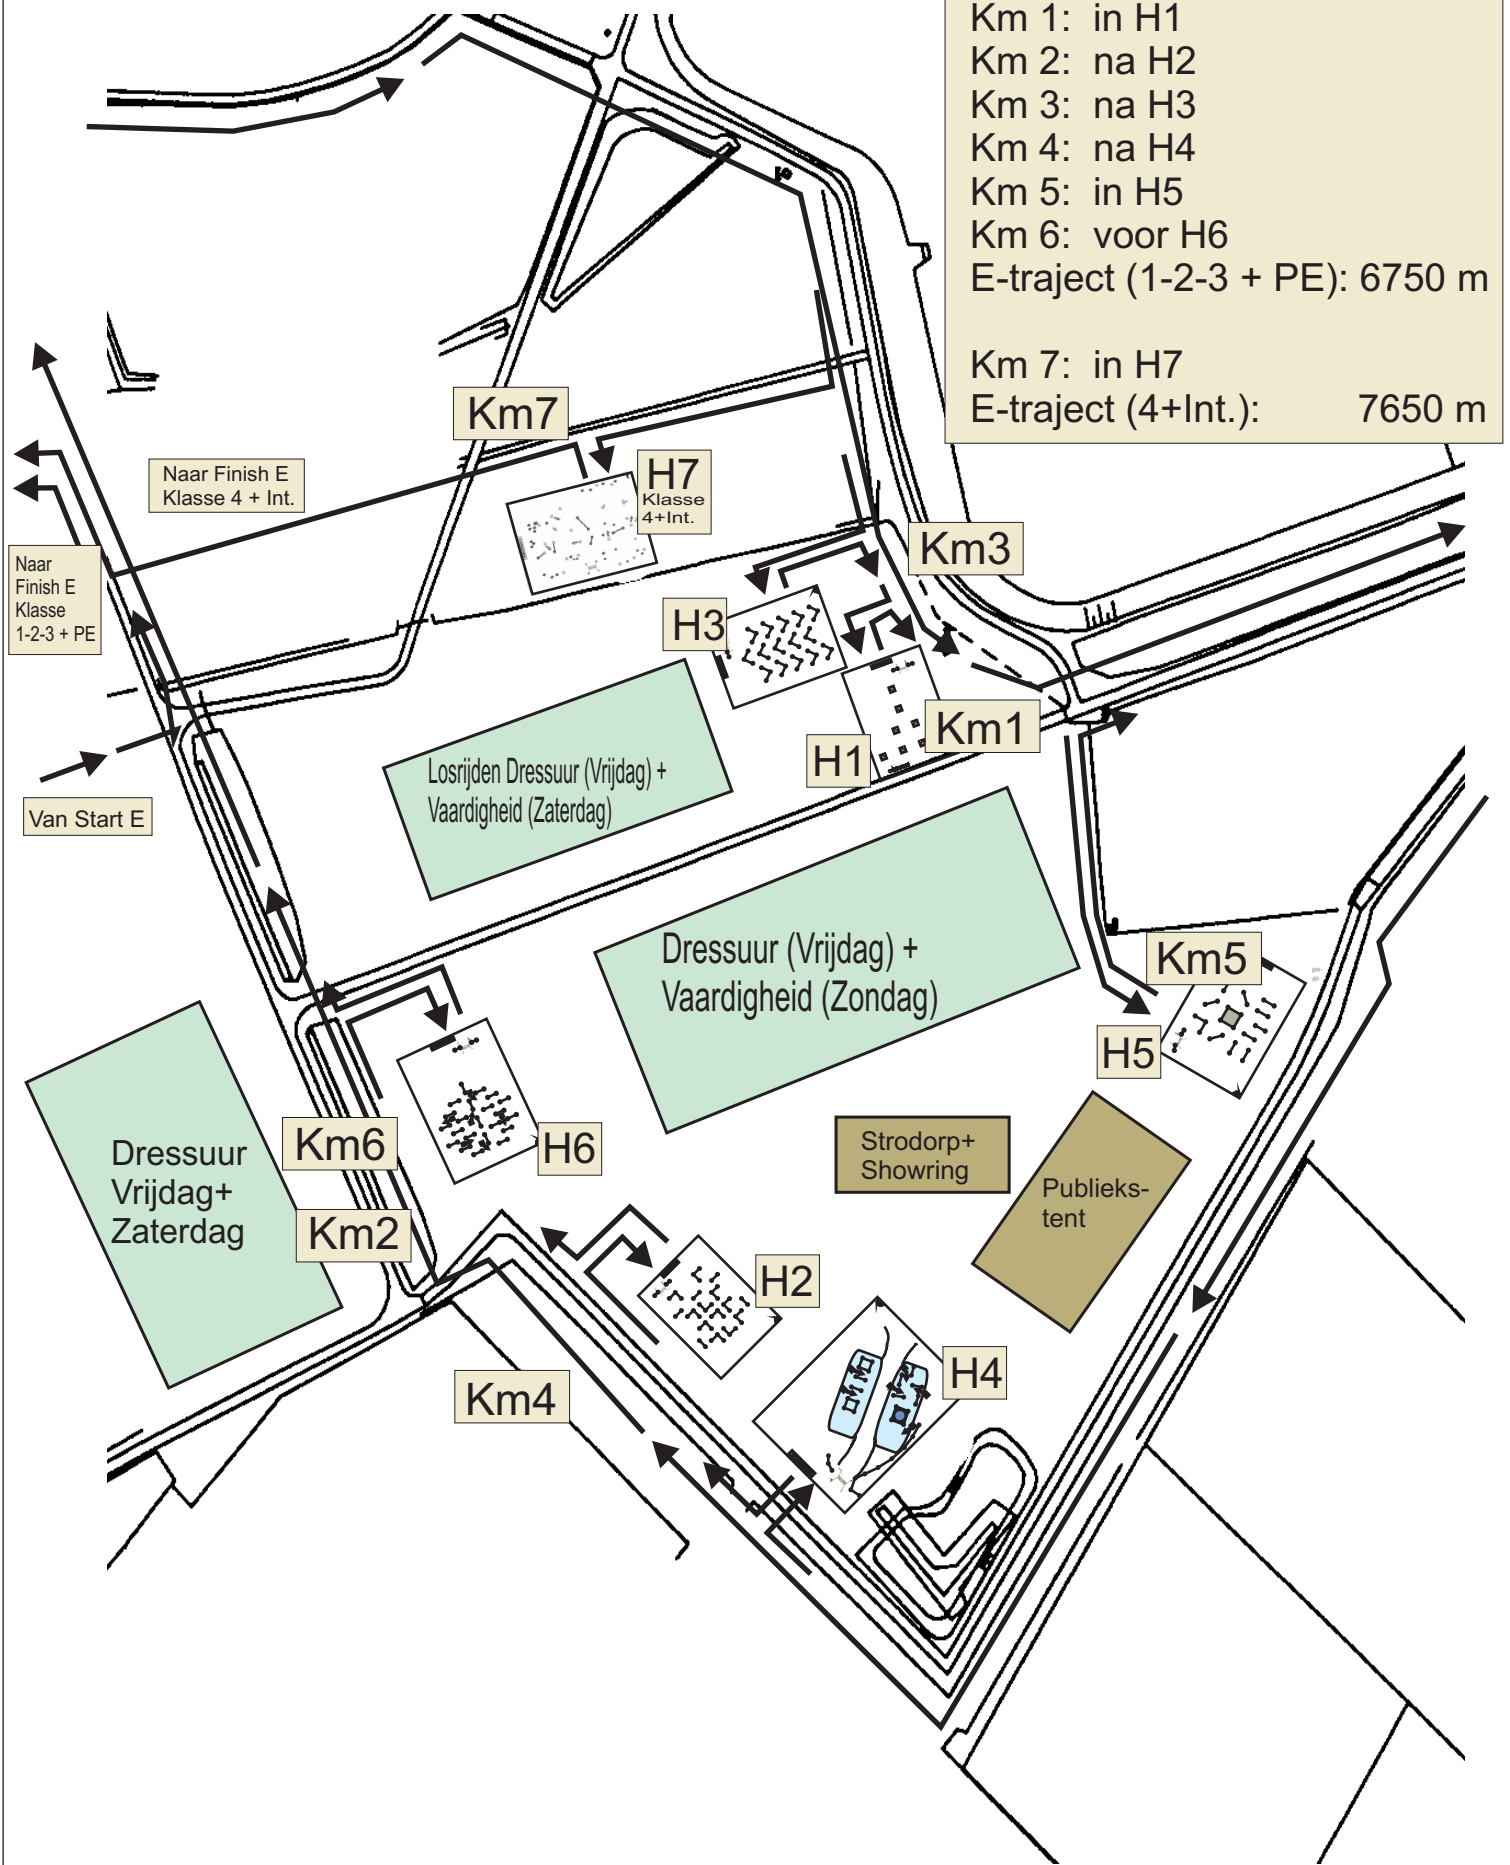 Km 1: in H1
Km 2: na H2
Km 3: na H3
Km 4: na H4
Km 5: in H5
Km 6: voor H6
E-traject (1-2-3 + PE): 6750 m
Km 7: in H7
E-traject (4+Int.): 7650 m
Km7
Naar Finish E
Klasse 4 + Int.
H7
Klasse
4+Int.
Km3
Naar
Finish E
Klasse
1-2-3 + PE
H3
Km1
H1
Losrijden Dressuur (Vrijdag) +
Vaardigheid (Zaterdag)
Van Start E
Dressuur (Vrijdag) +
Vaardigheid (Zondag)
Km5
H5
Km6
H6
Strodorp+
Showring
Dressuur
Vrijdag+
Zaterdag
Publieks-
tent
Km2
H2
H4
Km4